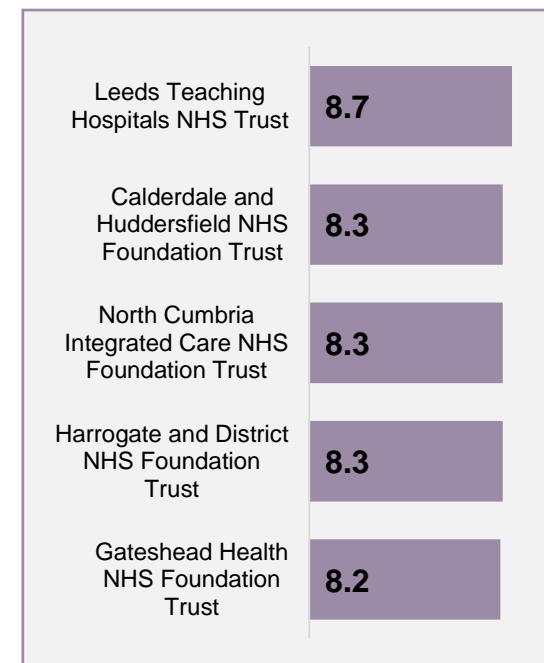 Leeds Teaching
Hospitals NHS Trust
8.7
Calderdale and
Huddersfield NHS
Foundation Trust
8.3
North Cumbria
Integrated Care NHS
Foundation Trust
8.3
Harrogate and District
NHS Foundation
Trust
8.3
Gateshead Health
NHS Foundation
Trust
8.2